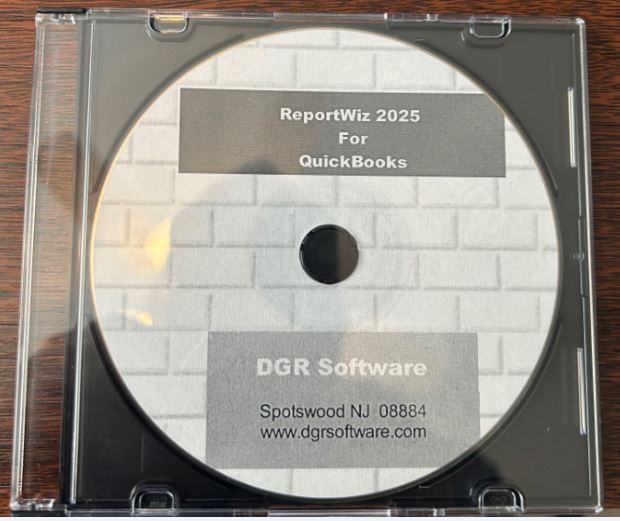 ReportWiz 2025
For
QuickBooks
DGR Software
Spotswood NJ 08884
www.dgrsoftware.com